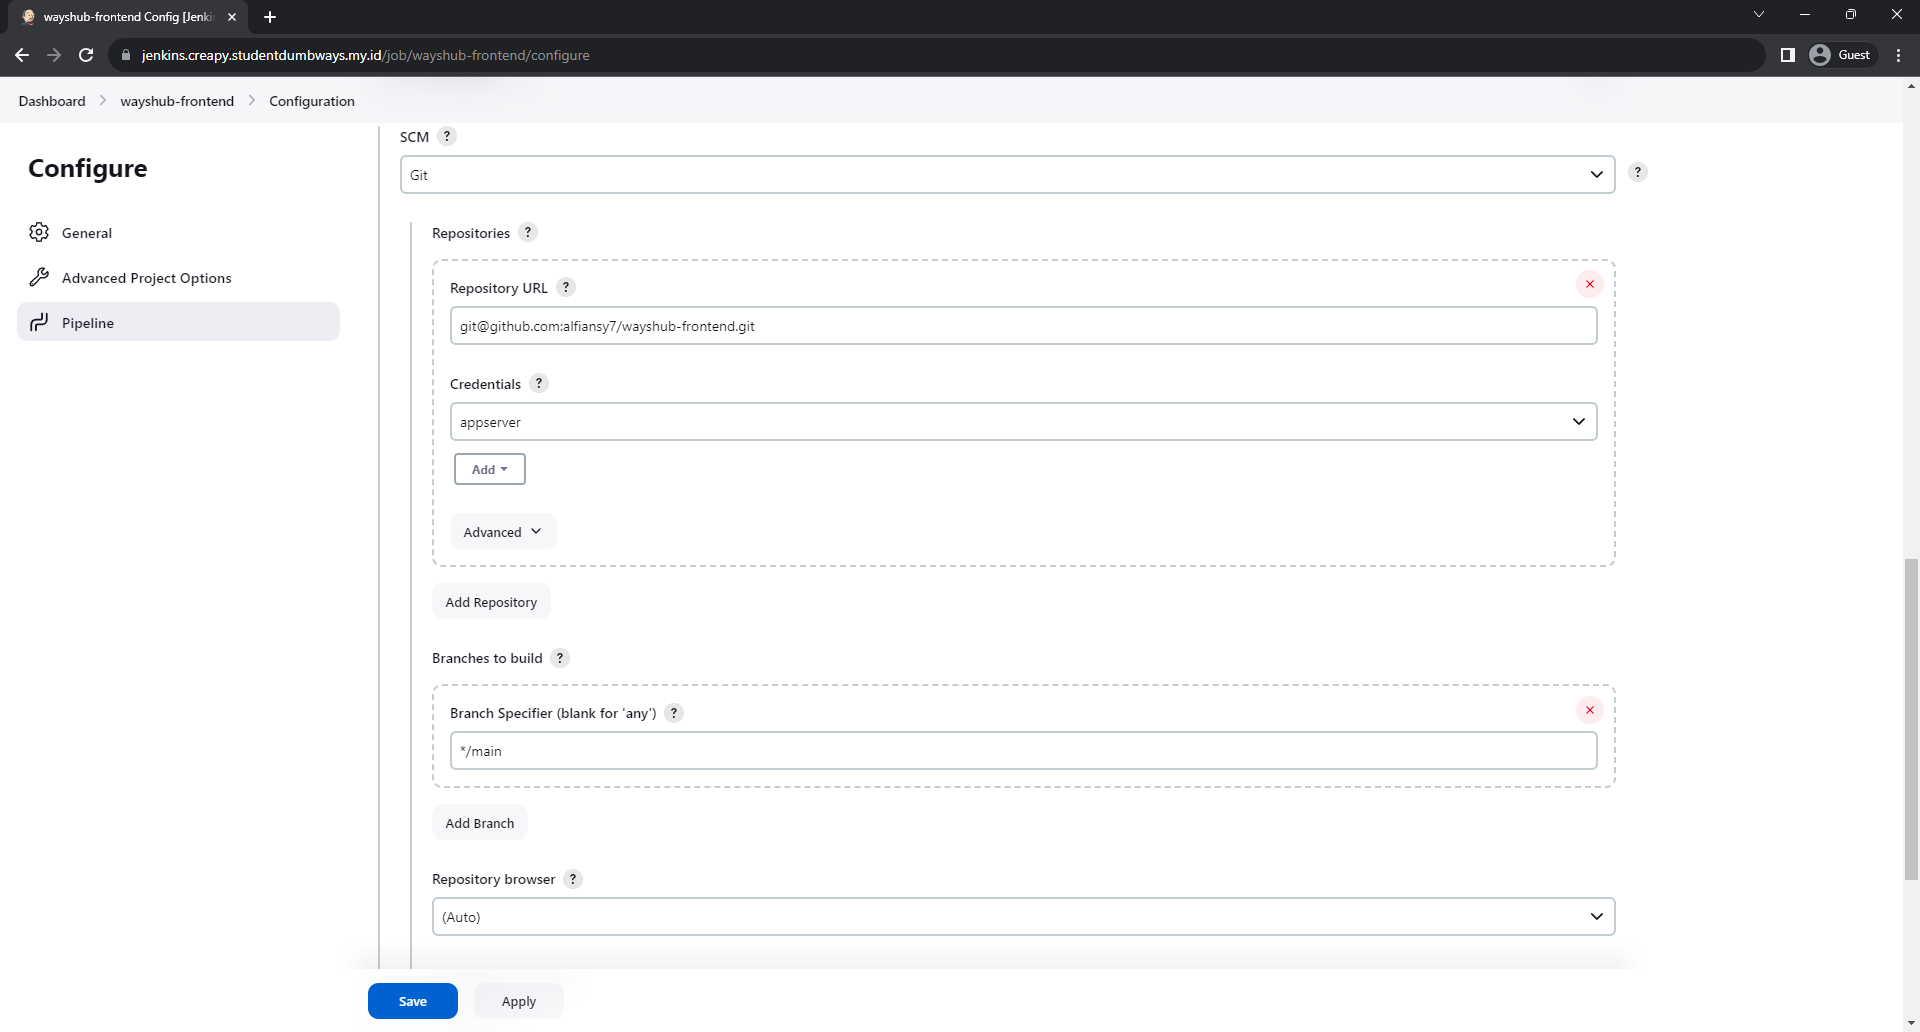 wayshub-frontend Config [Jenki
jenkins.creapy.studentdumbways.my.id/job/wayshub-frontend/configure
Guest
Dashboard
wayshub-frontend
Configuration
Configure
General
Advanced Project Options
Pipeline
SCM ?
Git
?
Repositories ?
Repository URL ?
git@github.com:alfiansy7/wayshub-frontend.git
Credentials ?
appserver
Add
Advanced
Add Repository
Branches to build ?
Branch Specifier (blank for 'any') ?
*/main
Add Branch
Repository browser ?
(Auto)
Save
Apply